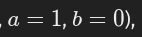 , a = 1, b = 0),